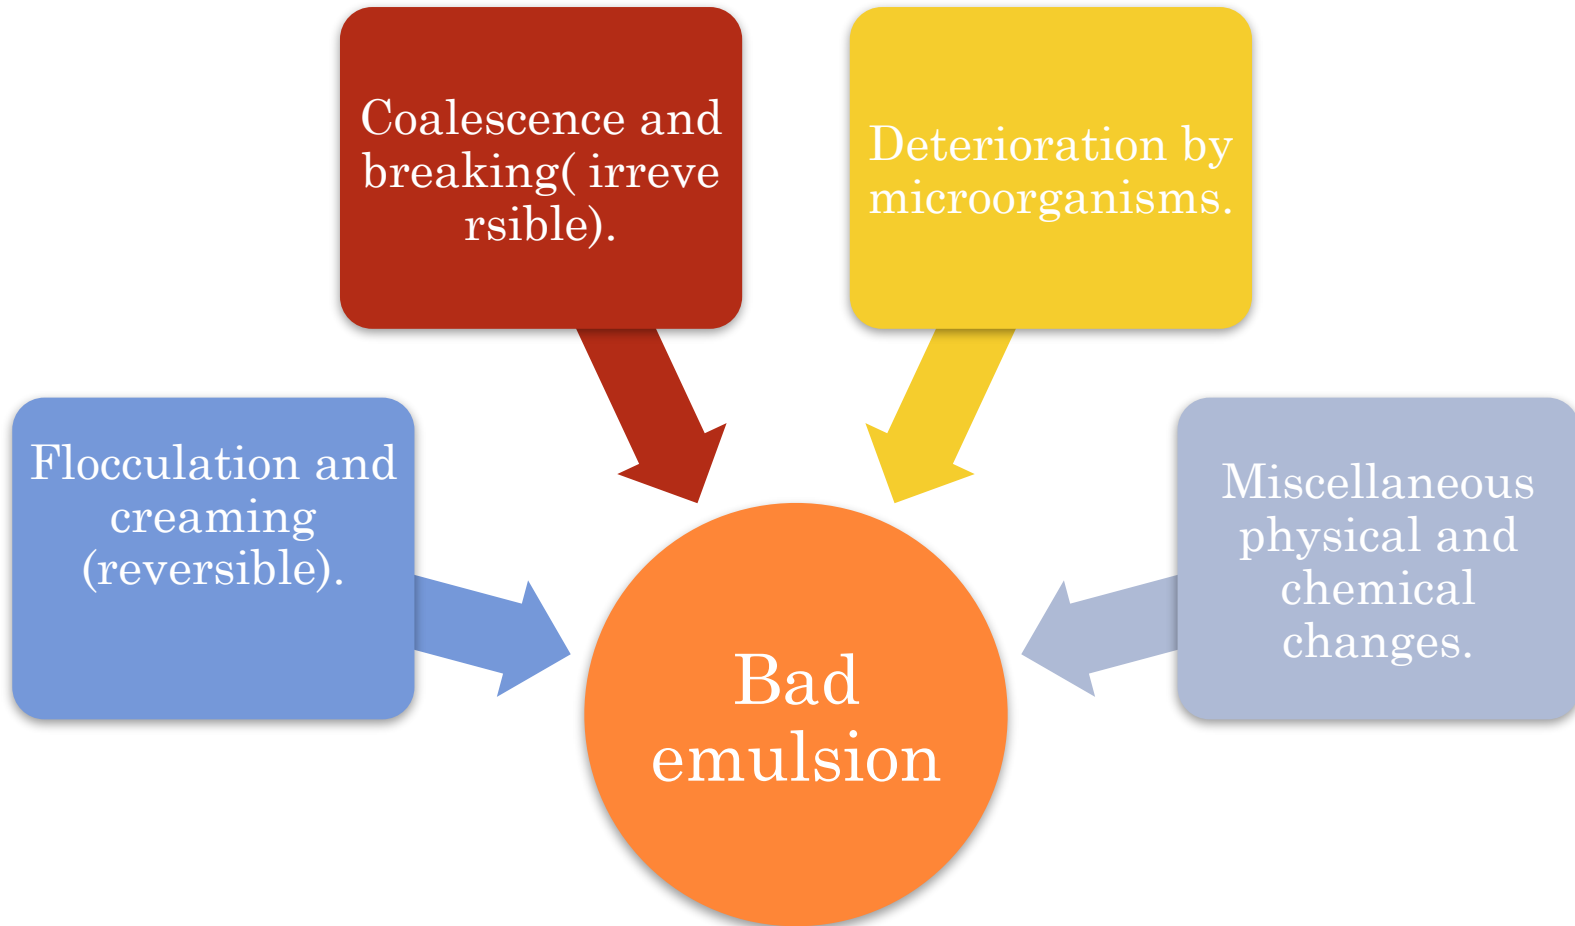 Coalescence and
breaking( irreve
rsible).
Deterioration by
microorganisms.
Flocculation and
creaming
(reversible).
Miscellaneous
physical and
chemical
changes.
Bad
emulsion